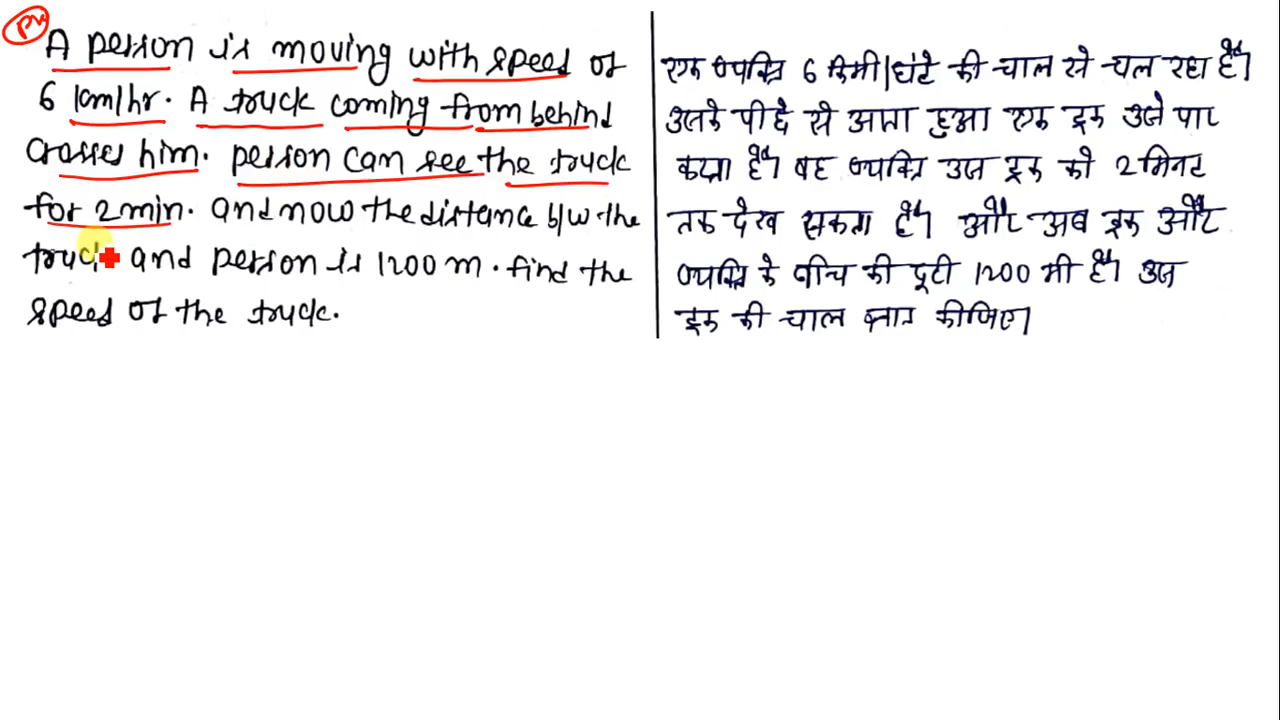 Pw
A person is moving with speed of
6 km/hr. A truck coming from behind
crosses him. person can see the truck
for 2 min. and now the distance b/w the
truck and person is 1200 m. find the
speed of the truck.
एक व्यक्ति 6 किमी/घंटे की चाल से चल रहा है।
उसके पीछे से आता हुआ एक ट्रक उसे पार
करता है। वह व्यक्ति उस ट्रक को 2 मिनट
तक देख सकता है। और अब ट्रक और
व्यक्ति के बीच की दूरी 1200 मी है। उस
ट्रक की चाल ज्ञात कीजिए।